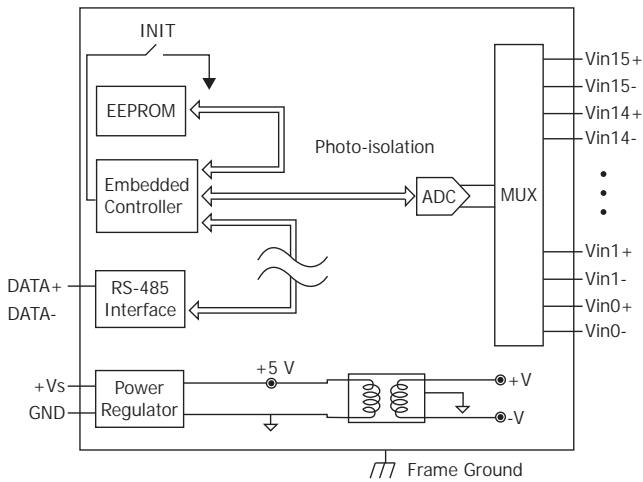 INIT
EEPROM
Photo-isolation
Embedded
Controller
ADC
MUX
Vin15+
Vin15-
Vin14+
Vin14-
Vin1+
Vin1-
Vin0+
Vin0-
DATA+
DATA-
RS-485
Interface
+5 V
+Vs
GND
Power
Regulator
+V
-V
Frame Ground